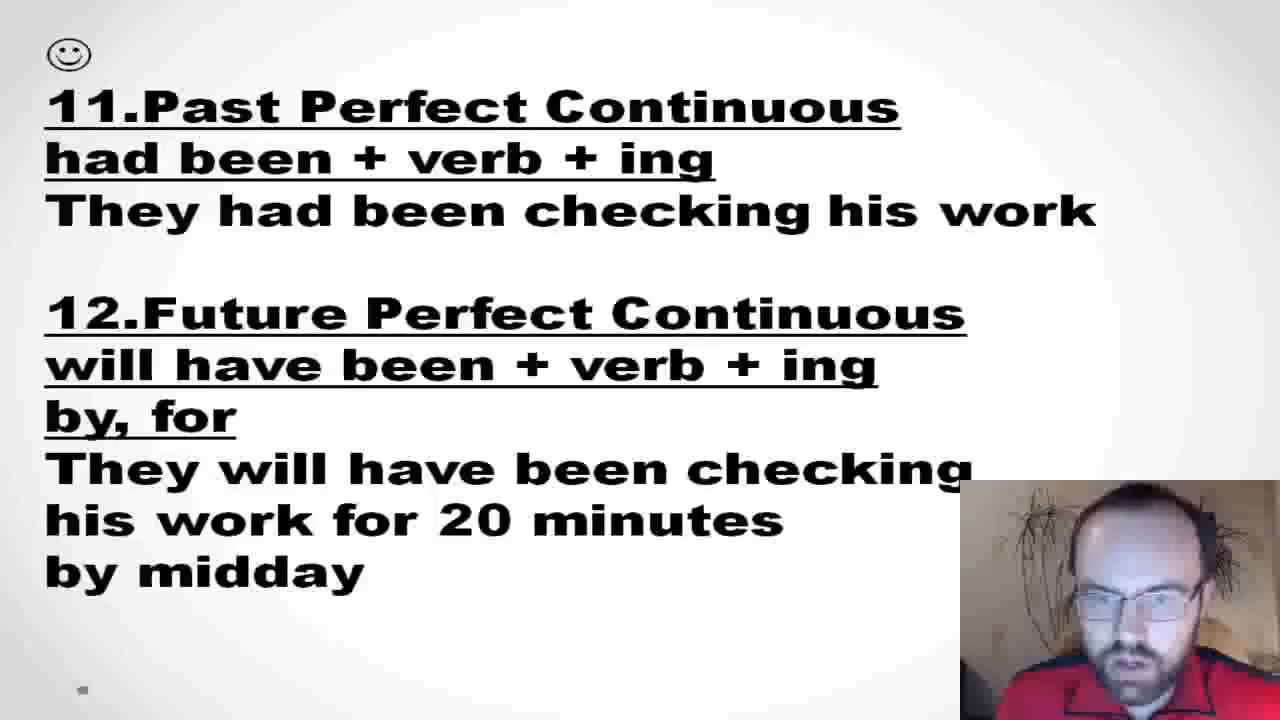 11.Past Perfect Continuous
had been + verb + ing
They had been checking his work
12.Future Perfect Continuous
will have been + verb + ing
by, for
They will have been checking
his work for 20 minutes
by midday